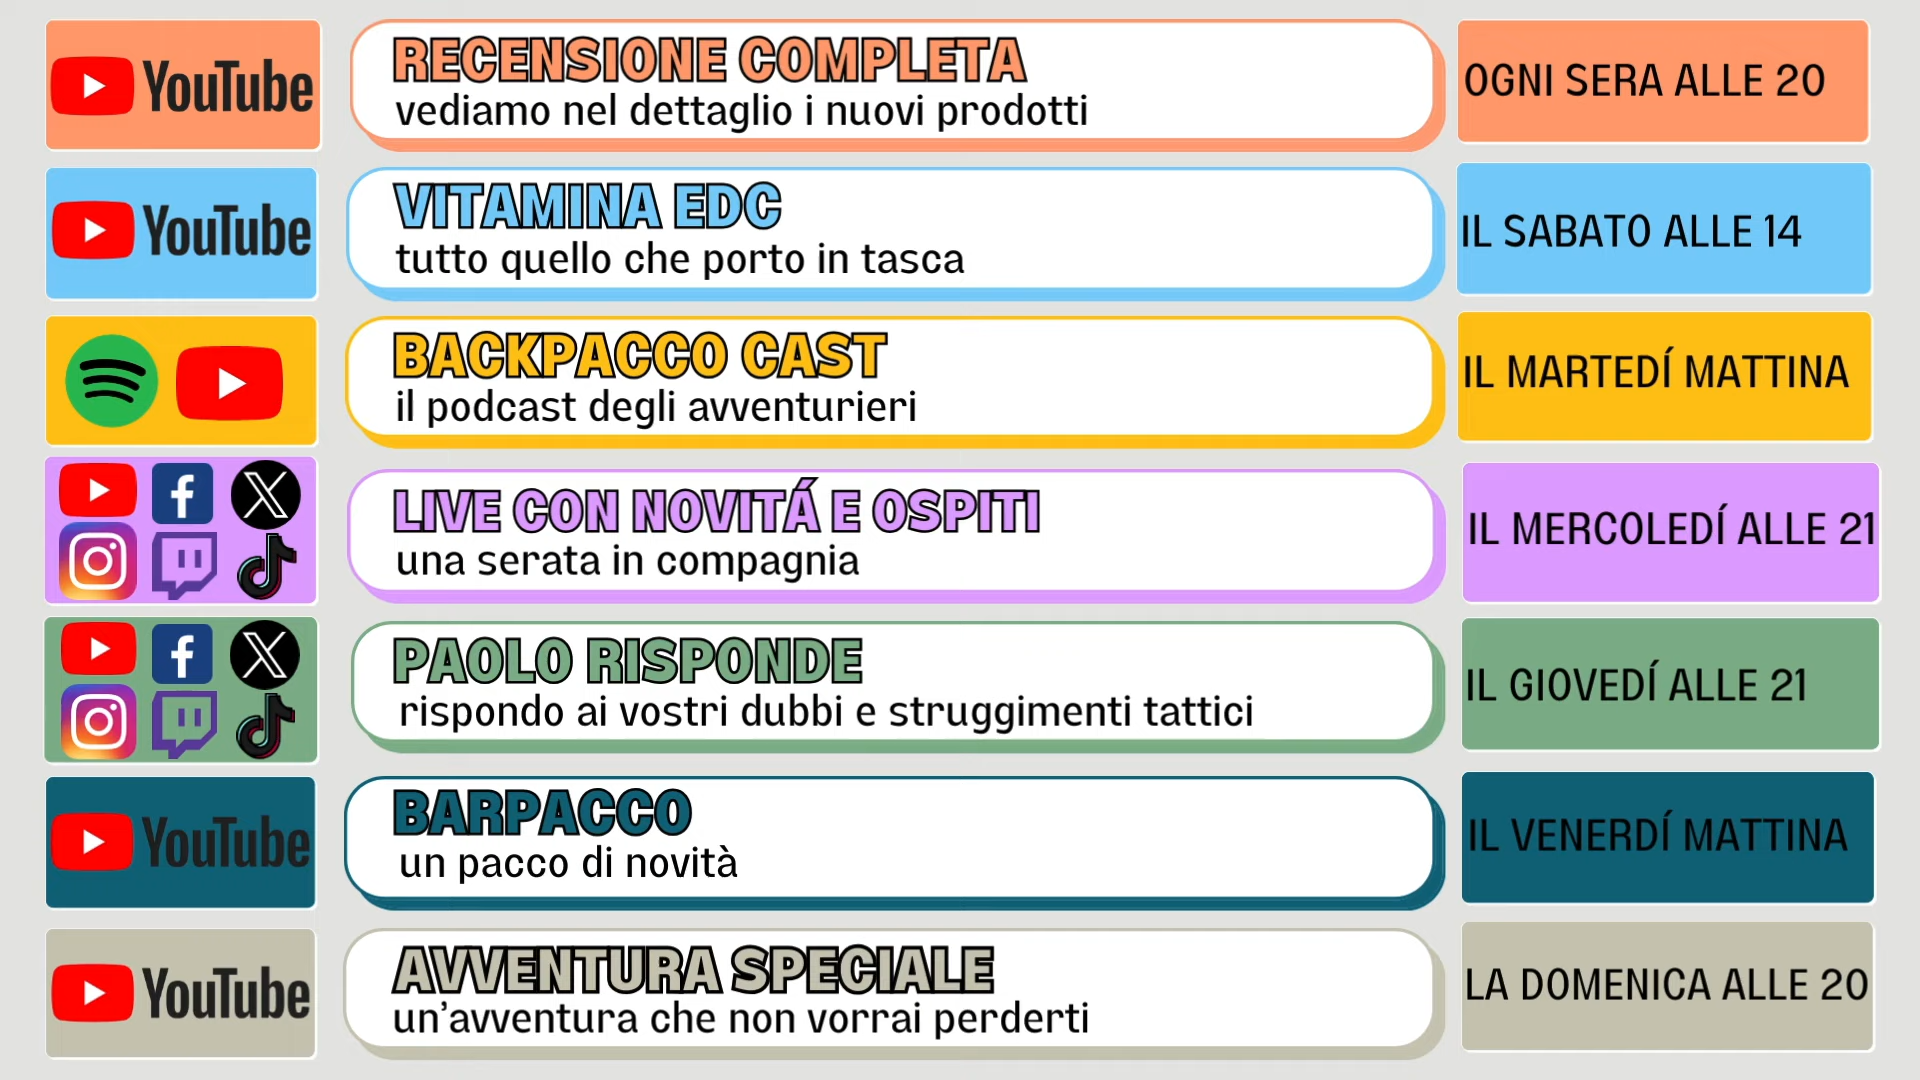 YouTube
RECENSIONE COMPLETA
vediamo nel dettaglio i nuovi prodotti
OGNI SERA ALLE 20
YouTube
VITAMINA EDC
tutto quello che porto in tasca
IL SABATO ALLE 14
BACKPACCO CAST
il podcast degli avventurieri
IL MARTEDÍ MATTINA
LIVE CON NOVITÁ E OSPITI
una serata in compagnia
IL MERCOLEDÍ ALLE 21
PAOLO RISPONDE
rispondo ai vostri dubbi e struggimenti tattici
IL GIOVEDÍ ALLE 21
YouTube
BARPACCO
un pacco di novità
IL VENERDÍ MATTINA
YouTube
AVVENTURA SPECIALE
un'avventura che non vorrai perderti
LA DOMENICA ALLE 20